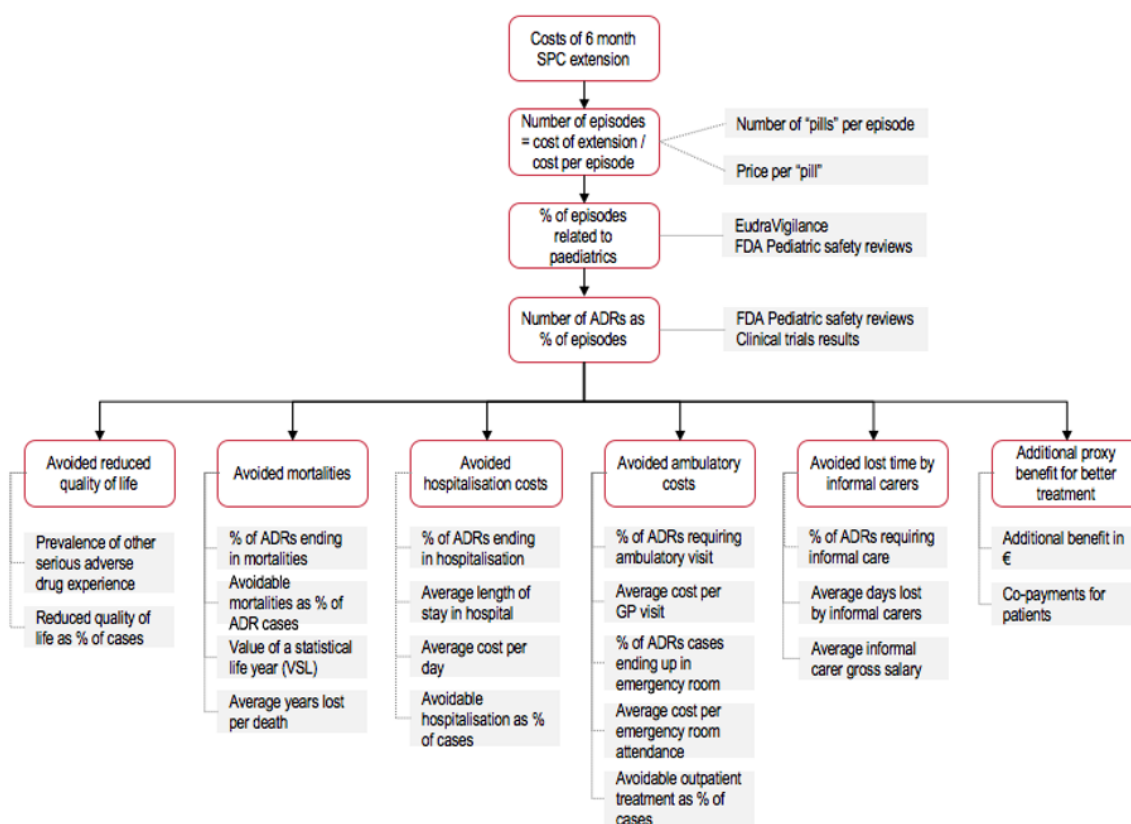 Costs of 6 month
SPC extension
Number of episodes
= cost of extension /
cost per episode
Number of “pills” per episode
Price per “pill”
% of episodes
related to
paediatrics
EudraVigilance
FDA Pediatric safety reviews
Number of ADRs as
% of episodes
FDA Pediatric safety reviews
Clinical trials results
Avoided reduced
quality of life
Prevalence of other
serious adverse
drug experience
Reduced quality of
life as % of cases
Avoided mortalities
% of ADRs ending
in mortalities
Avoidable
mortalities as % of
ADR cases
Value of a statistical
life year (VSL)
Average years lost
per death
Avoided
hospitalisation costs
% of ADRs ending
in hospitalisation
Average length of
stay in hospital
Average cost per
day
Avoidable
hospitalisation as %
of cases
Avoided ambulatory
costs
% of ADRs requiring
ambulatory visit
Average cost per
GP visit
% of ADRs cases
ending up in
emergency room
Average cost per
emergency room
attendance
Avoidable outpatient
treatment as % of
cases
Avoided lost time by
informal carers
% of ADRs requiring
informal care
Average days lost
by informal carers
Average informal
carer gross salary
Additional proxy
benefit for better
treatment
Additional benefit in
€
Co-payments for
patients